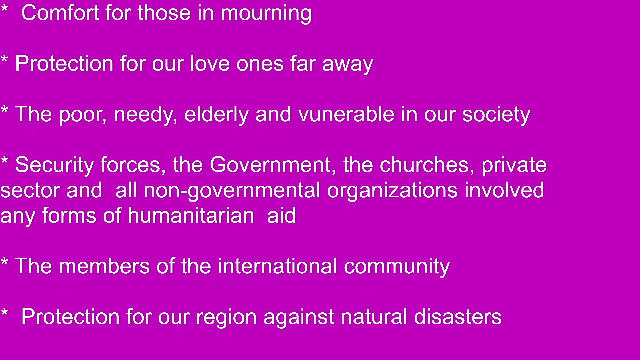 * Comfort for those in mourning
* Protection for our love ones far away
* The poor, needy, elderly and vunerable in our society
* Security forces, the Government, the churches, private
sector and all non-governmental organizations involved
any forms of humanitarian aid
* The members of the international community
* Protection for our region against natural disasters